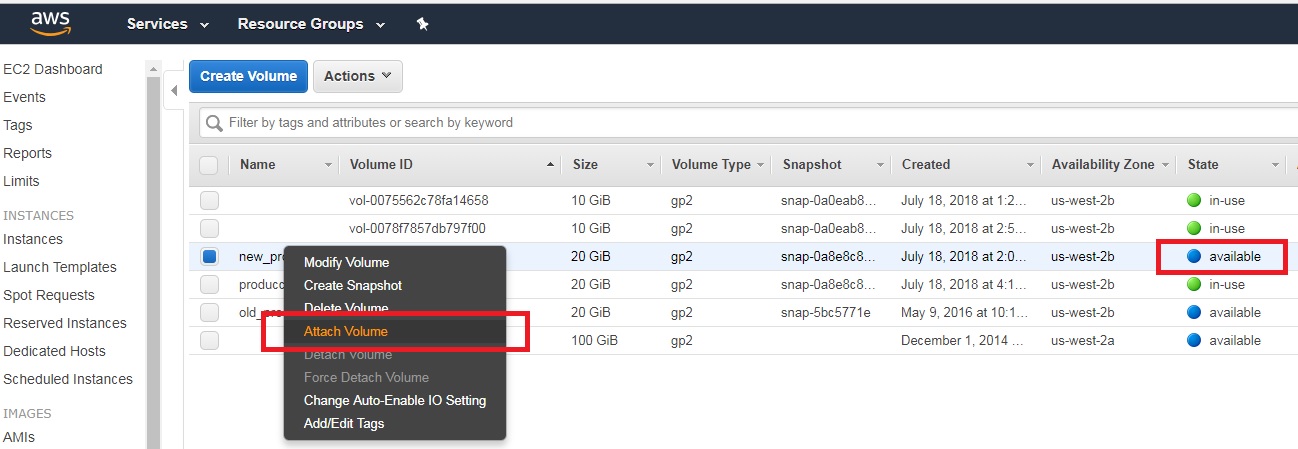 aws Services Resource Groups
EC2 Dashboard
Events
Tags
Reports
Limits
INSTANCES
Instances
Launch Templates
Spot Requests
Reserved Instances
Dedicated Hosts
Scheduled Instances
IMAGES
AMIs
Create Volume Actions
Filter by tags and attributes or search by keyword
Name Volume ID Size Volume Type Snapshot Created Availability Zone State
vol-0075562c78fa14658 10 GiB gp2 snap-0a0eab8... July 18, 2018 at 1:2... us-west-2b in-use
vol-0078f7857db797f00 10 GiB gp2 snap-0a0eab8... July 18, 2018 at 2:5... us-west-2b in-use
20 GiB gp2 snap-0a8e8c8... July 18, 2018 at 2:0... us-west-2b available
20 GiB gp2 snap-0a8e8c8... July 18, 2018 at 4:1... us-west-2b in-use
20 GiB gp2 snap-5bc5771e May 9, 2016 at 10:1... us-west-2b available
100 GiB gp2 December 1, 2014 ... us-west-2a available
Modify Volume
Create Snapshot
Delete Volume
Attach Volume
Detach Volume
Force Detach Volume
Change Auto-Enable IO Setting
Add/Edit Tags